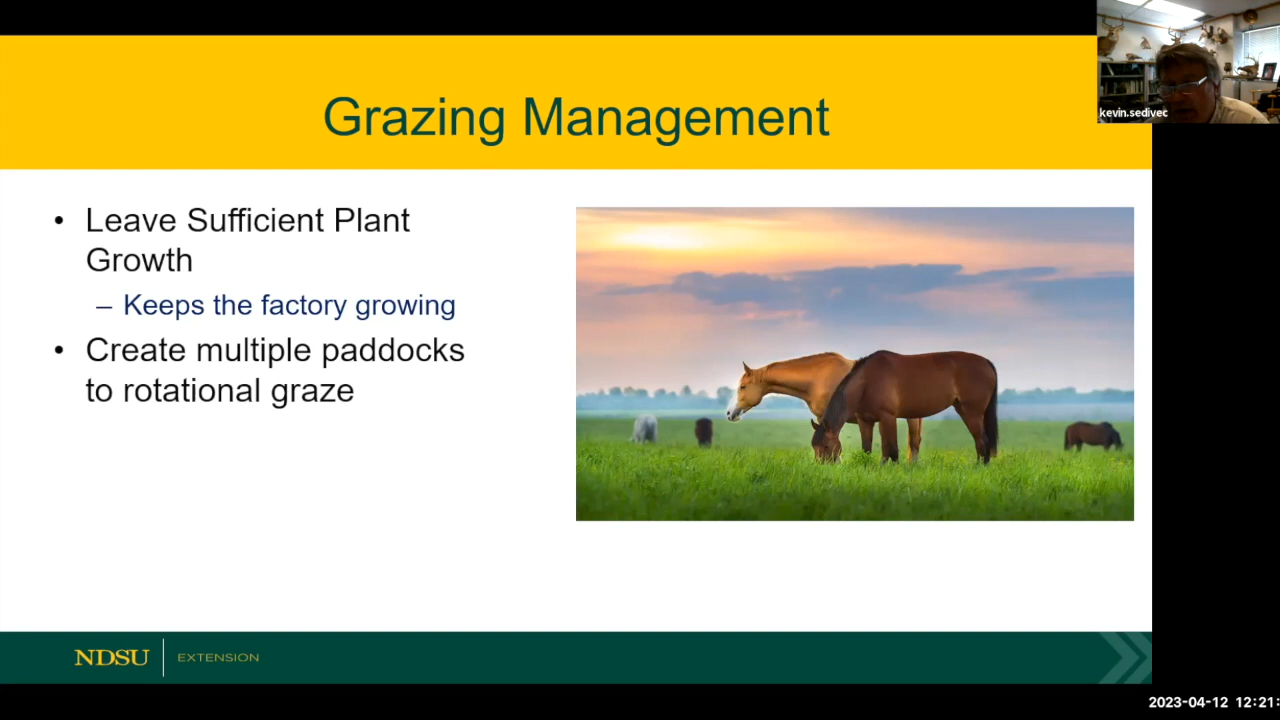 Grazing Management
kevin.sedivec
• Leave Sufficient Plant
Growth
– Keeps the factory growing
• Create multiple paddocks
to rotational graze
NDSU EXTENSION
2023-04-12 12:21: